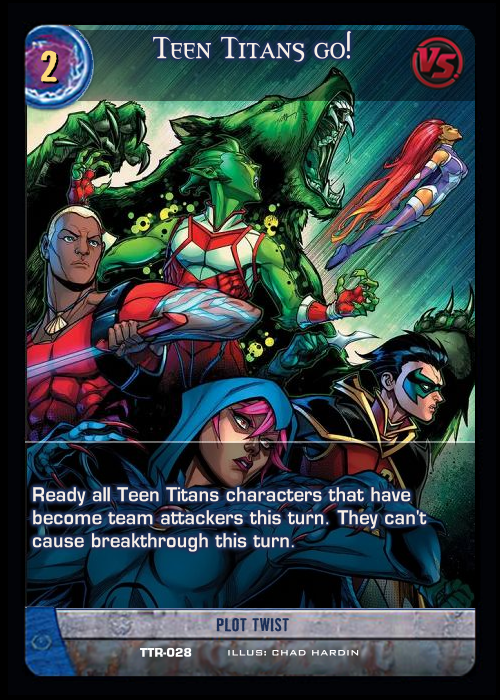 2
Teen Titans go!
VS
Ready all Teen Titans characters that have
become team attackers this turn. They can't
cause breakthrough this turn.
PLOT TWIST
TTR-028 ILLUS: CHAD HARDIN